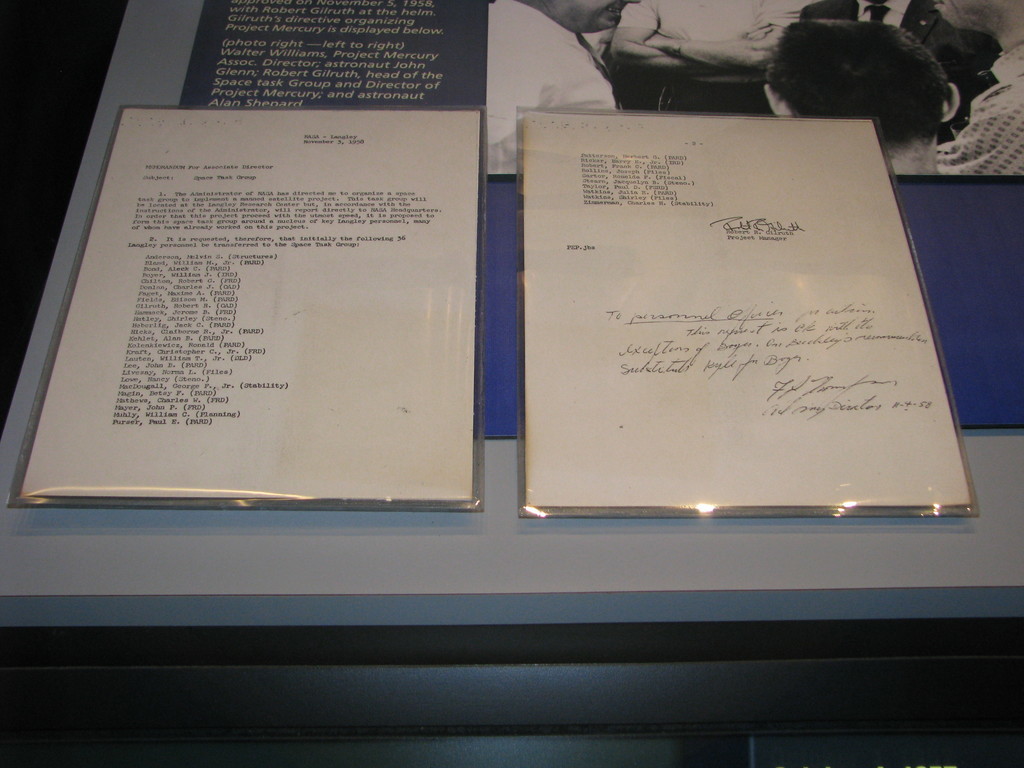 approved on November 5, 1958,
with Robert Gilruth at the helm.
Gilruth's directive organizing
Project Mercury is displayed below.
(photo right — left to right)
Walter Williams, Project Mercury
Assoc. Director; astronaut John
Glenn; Robert Gilruth, head of the
Space task Group and Director of
Project Mercury; and astronaut
Alan Shepard
NASA - Langley
November 3, 1958
MEMORANDUM For Associate Director
Subject: Space Task Group
1. The Administrator of NASA has directed me to organize a space
task group to implement a manned satellite project. This task group will
be located at the Langley Research Center but, in accordance with the
instructions of the Administrator, will report directly to NASA Headquarters.
In order that this project proceed with the utmost speed, it is proposed to
form this space task group around a nucleus of key Langley personnel, many
of whom have already worked on this project.
2. It is requested, therefore, that initially the following 36
Langley personnel be transferred to the Space Task Group:
Anderson, Melvin S. (Structures)
Bland, William M., Jr. (PARD)
Bond, Aleck C. (PARD)
Boyer, William J. (IRD)
Chilton, Robert G. (FRD)
Donlan, Charles J. (OAD)
Faget, Maxime A. (PARD)
Fields, Edison M. (PARD)
Gilruth, Robert R. (OAD)
Hammack, Jerome B. (FRD)
Hatley, Shirley (Steno.)
Heberlig, Jack C. (PARD)
Hicks, Claiborne R., Jr. (PARD)
Kehlet, Alan B. (PARD)
Kolenkiewicz, Ronald (PARD)
Kraft, Christopher C., Jr. (FRD)
Lauten, William T., Jr. (DLD)
Lee, John B. (PARD)
Livesay, Norma L. (Files)
Lowe, Nancy (Steno.)
MacDougall, George F., Jr. (Stability)
Magin, Betsy F. (PARD)
Mathews, Charles W. (FRD)
Mayer, John P. (FRD)
Muhly, William C. (Planning)
Purser, Paul E. (PARD)
- 2 -
Patterson, Herbert G. (PARD)
Ricker, Harry H., Jr. (IRD)
Robert, Frank C. (PARD)
Rollins, Joseph (Files)
Sartor, Ronelda F. (Fiscal)
Stearn, Jacquelyn B. (Steno.)
Taylor, Paul D. (FSRD)
Watkins, Julia R. (PARD)
Watkins, Shirley (Files)
Zimmerman, Charles H. (Stability)
Robert R. Gilruth
Project Manager
PEP.jbs
To personnel Officer
This request is OK with the
exception of Boyer.
Substitute Kyle for Boyer.
11-4-58